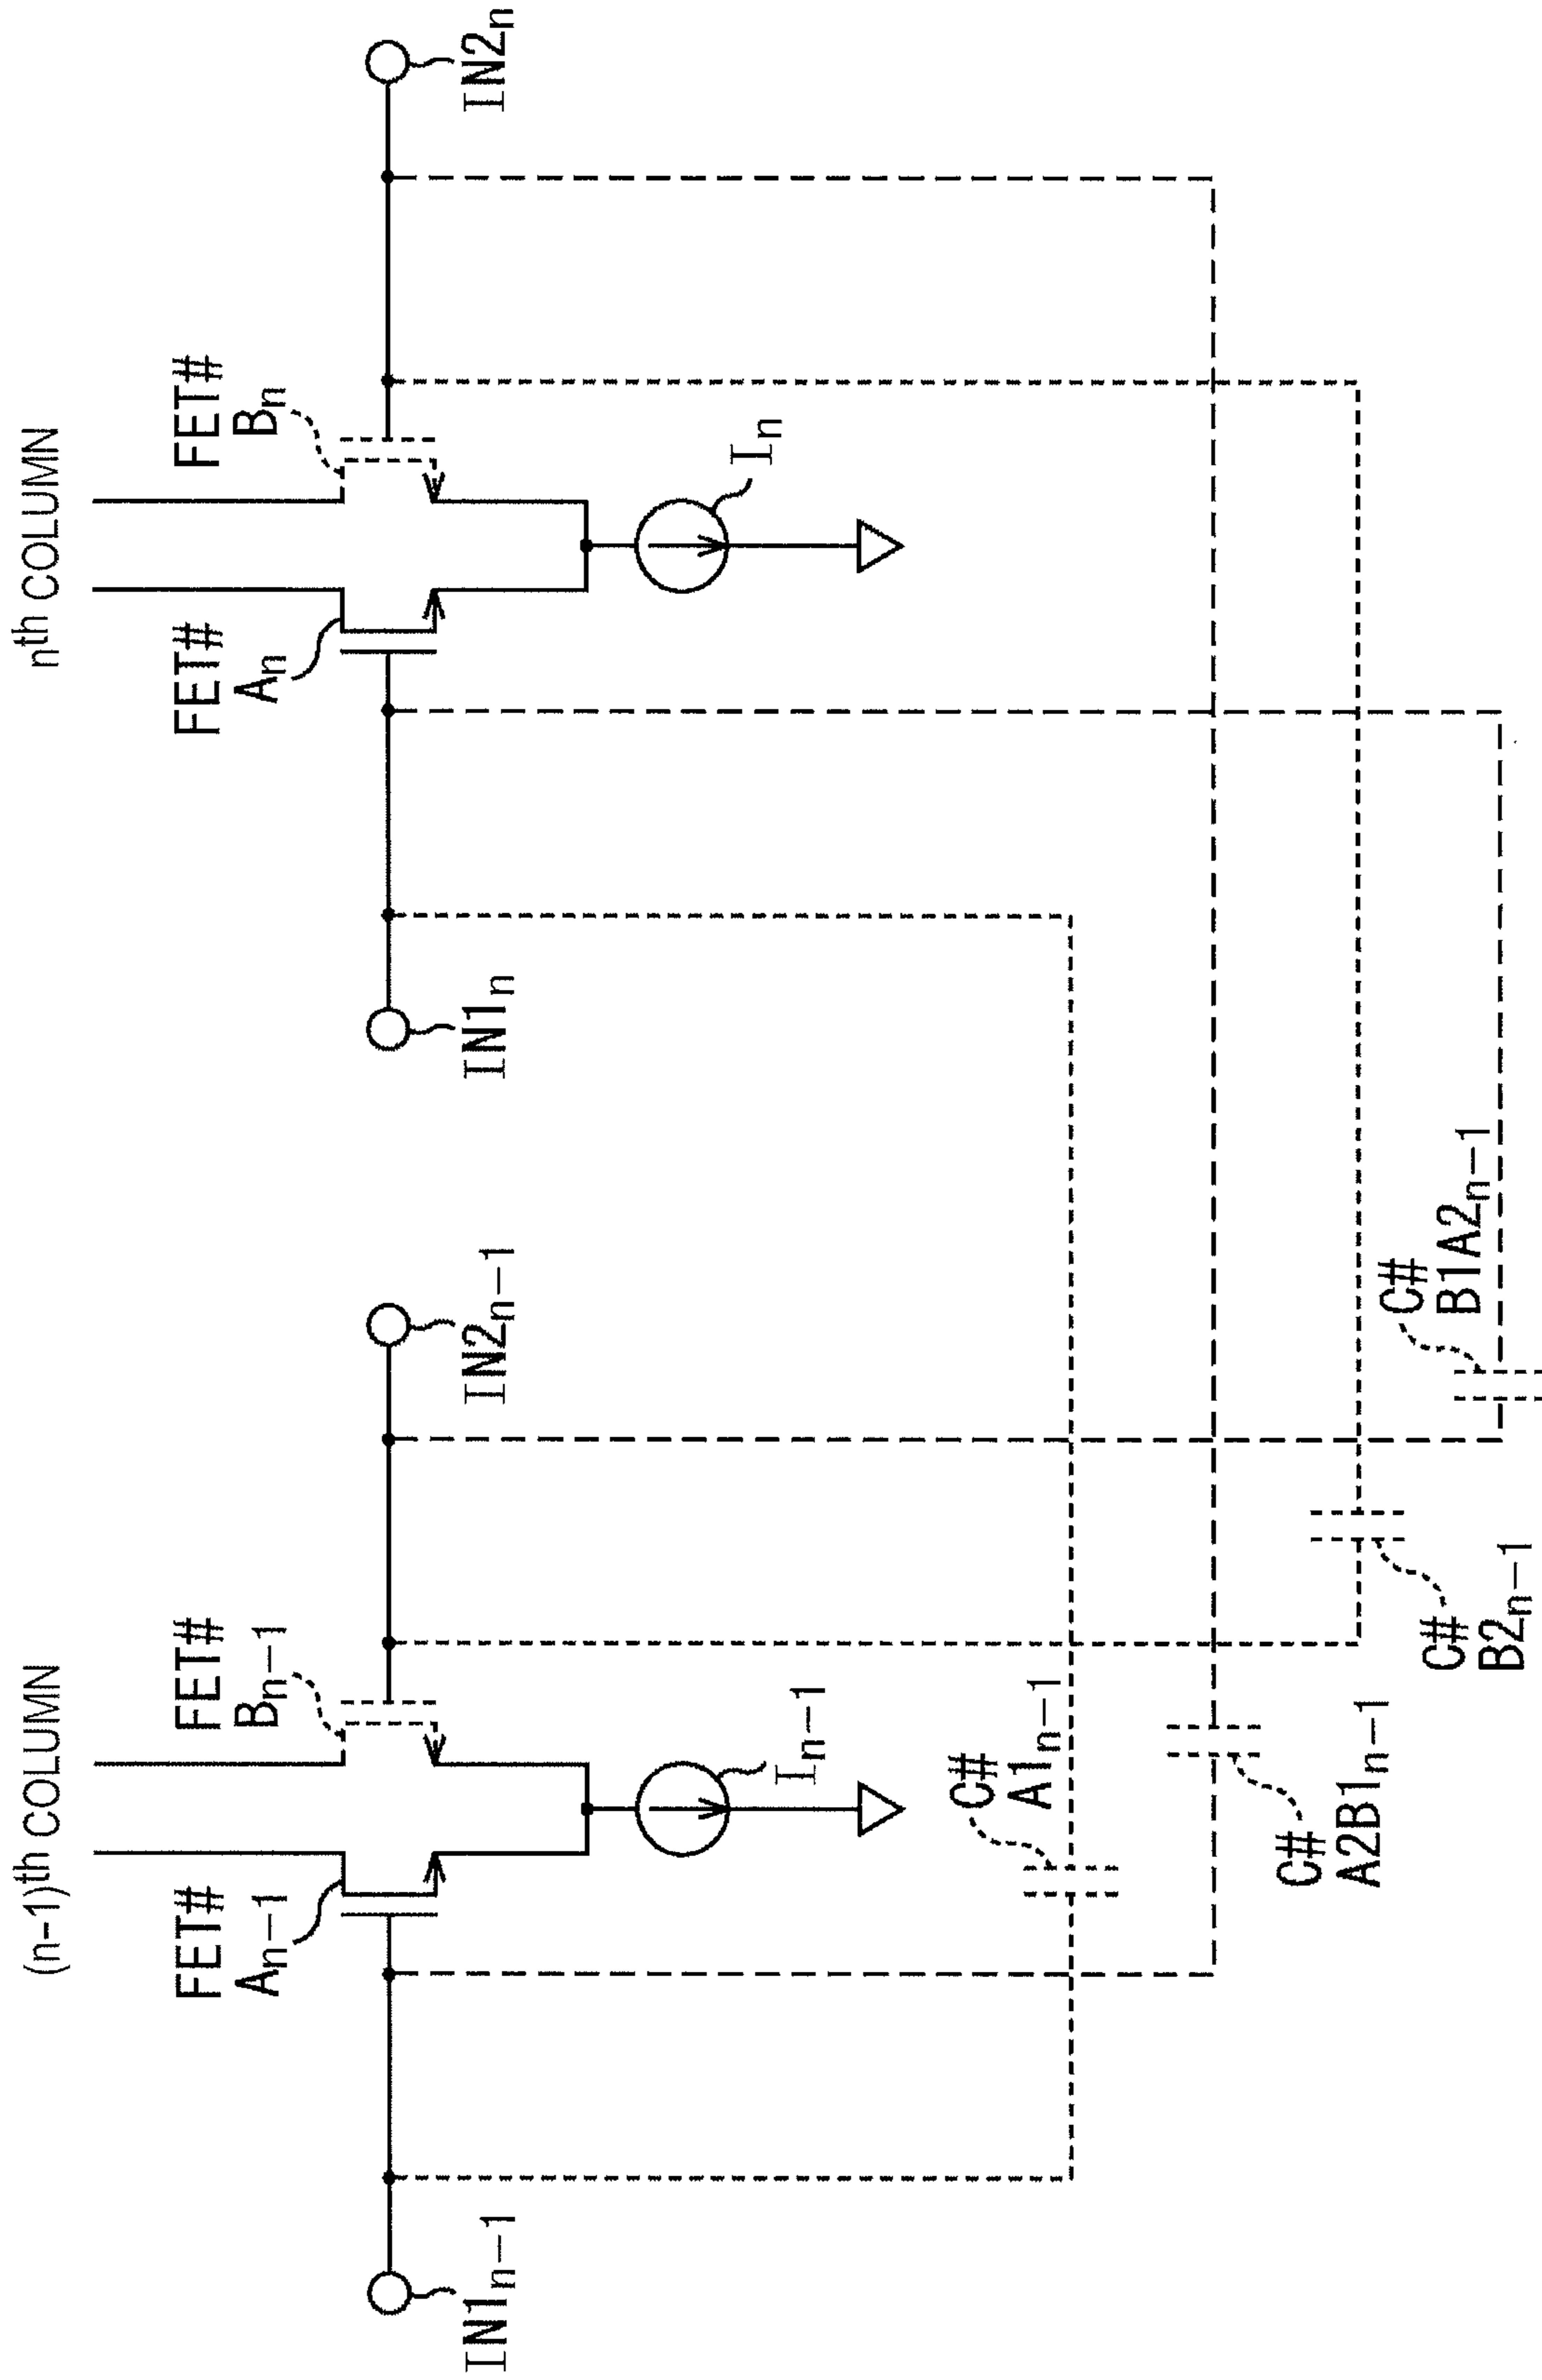 (n-1)th COLUMN
nth COLUMN
FET#
An-1
FET#
Bn-1
FET#
An
FET#
Bn
IN1n-1
IN2n-1
IN1n
IN2n
In-1
In
C#
A1n-1
C#
A2B1n-1
C#
B2n-1
C#
B1A2n-1